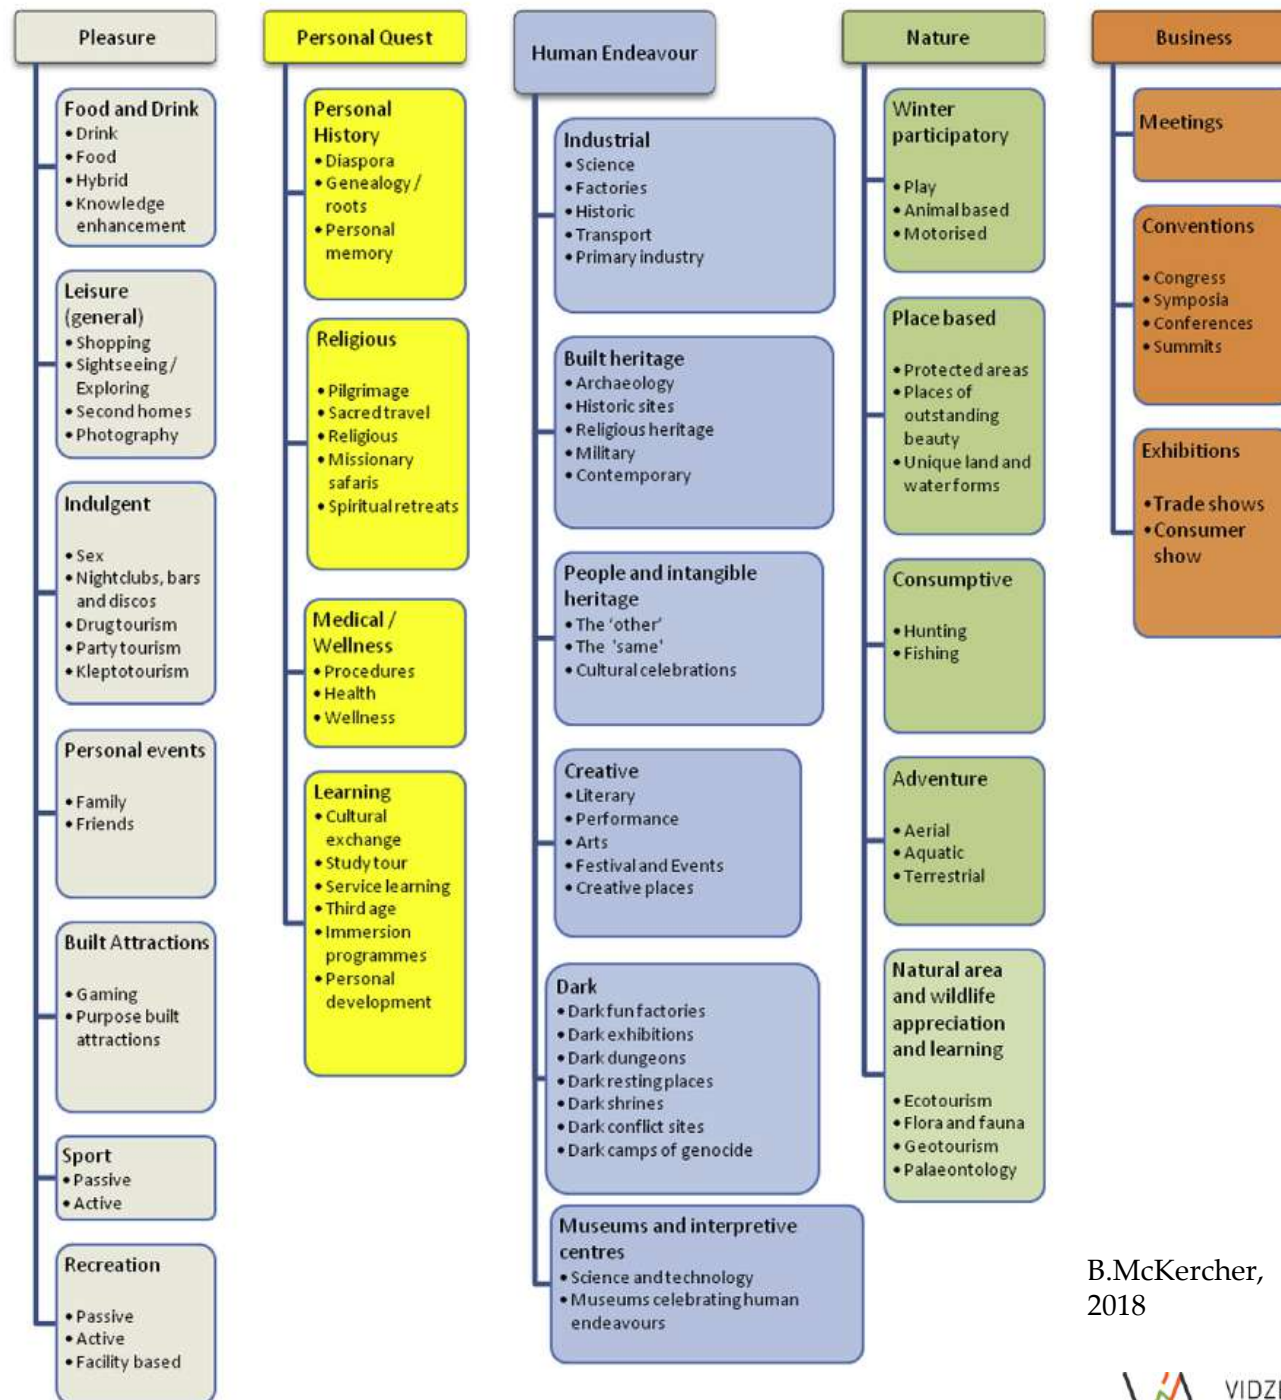 Pleasure
Food and Drink
• Drink
• Food
• Hybrid
• Knowledge
enhancement
Leisure
(general)
• Shopping
• Sightseeing /
Exploring
• Second homes
• Photography
Indulgent
• Sex
• Nightclubs, bars
and discos
• Drug tourism
• Party tourism
• Kleptotourism
Personal events
• Family
• Friends
Built Attractions
• Gaming
• Purpose built
attractions
Sport
• Passive
• Active
Recreation
• Passive
• Active
• Facility based
Personal Quest
Personal
History
• Diaspora
• Genealogy /
roots
• Personal
memory
Religious
• Pilgrimage
• Sacred travel
• Religious
• Missionary
safaris
• Spiritual retreats
Medical /
Wellness
• Procedures
• Health
• Wellness
Learning
• Cultural
exchange
• Study tour
• Service learning
• Third age
• Immersion
programmes
• Personal
development
Human Endeavour
Industrial
• Science
• Factories
• Historic
• Transport
• Primary industry
Built heritage
• Archaeology
• Historic sites
• Religious heritage
• Military
• Contemporary
People and intangible
heritage
• The ‘other’
• The 'same'
• Cultural celebrations
Creative
• Literary
• Performance
• Arts
• Festival and Events
• Creative places
Dark
• Dark fun factories
• Dark exhibitions
• Dark dungeons
• Dark resting places
• Dark shrines
• Dark conflict sites
• Dark camps of genocide
Museums and interpretive
centres
• Science and technology
• Museums celebrating human
endeavours
Nature
Winter
participatory
• Play
• Animal based
• Motorised
Place based
• Protected areas
• Places of
outstanding
beauty
• Unique land and
water forms
Consumptive
• Hunting
• Fishing
Adventure
• Aerial
• Aquatic
• Terrestrial
Natural area
and wildlife
appreciation
and learning
• Ecotourism
• Flora and fauna
• Geotourism
• Palaeontology
Business
Meetings
Conventions
• Congress
• Symposia
• Conferences
• Summits
Exhibitions
• Trade shows
• Consumer
show
B.McKercher,
2018